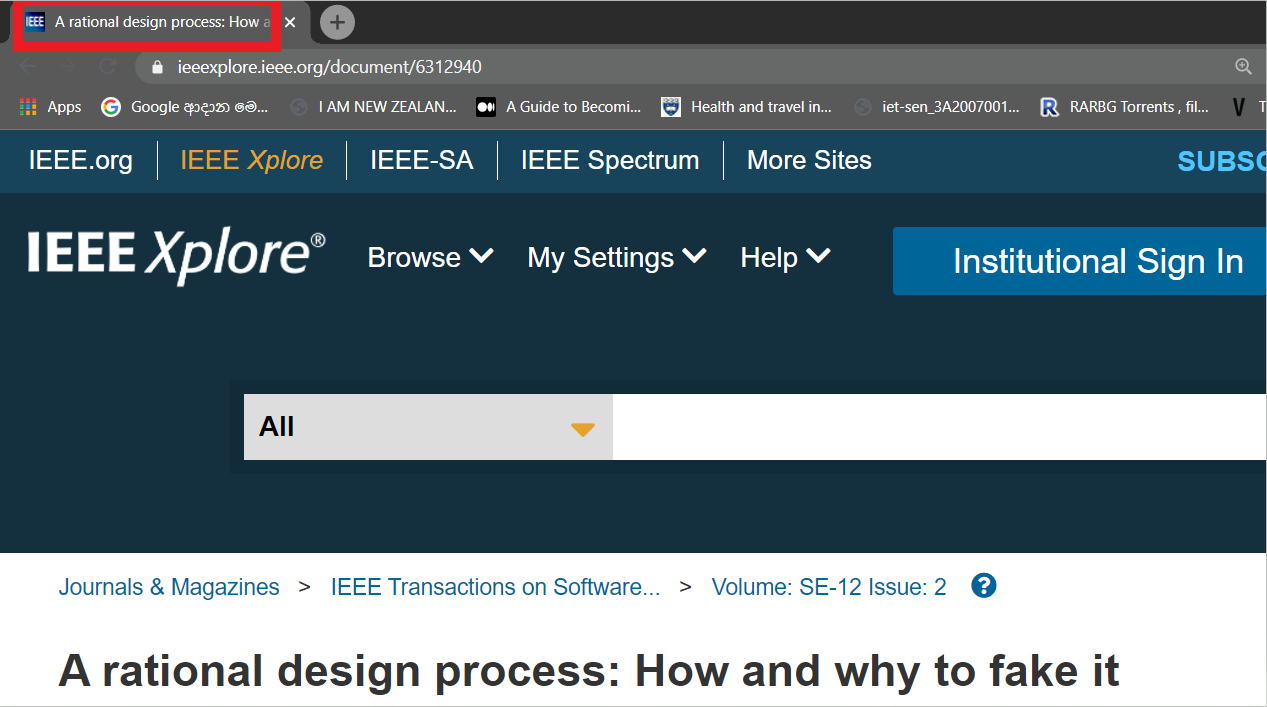 IEEE A rational design process: How a
ieeexplore.ieee.org/document/6312940
Apps Google ආදාන මෙ... I AM NEW ZEALAN... A Guide to Becomi... Health and travel in... iet-sen_3A2007001... RARBG Torrents , fil... T
IEEE.org IEEE Xplore IEEE-SA IEEE Spectrum More Sites SUBSC
IEEE Xplore® Browse My Settings Help Institutional Sign In
All
Journals & Magazines > IEEE Transactions on Software... > Volume: SE-12 Issue: 2 ?
A rational design process: How and why to fake it